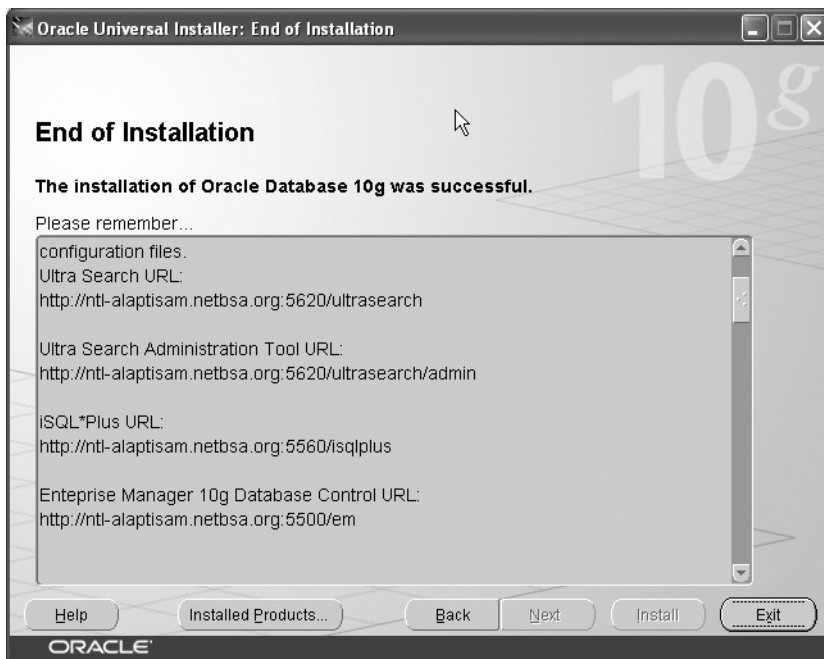 Oracle Universal Installer: End of Installation
10g
End of Installation
The installation of Oracle Database 10g was successful.
Please remember...
configuration files.
Ultra Search URL:
http://ntl-alaptisam.netbsa.org:5620/ultrasearch
Ultra Search Administration Tool URL:
http://ntl-alaptisam.netbsa.org:5620/ultrasearch/admin
iSQL*Plus URL:
http://ntl-alaptisam.netbsa.org:5560/isqlplus
Enteprise Manager 10g Database Control URL:
http://ntl-alaptisam.netbsa.org:5500/em
Help Installed Products... Back Next Install Exit
ORACLE